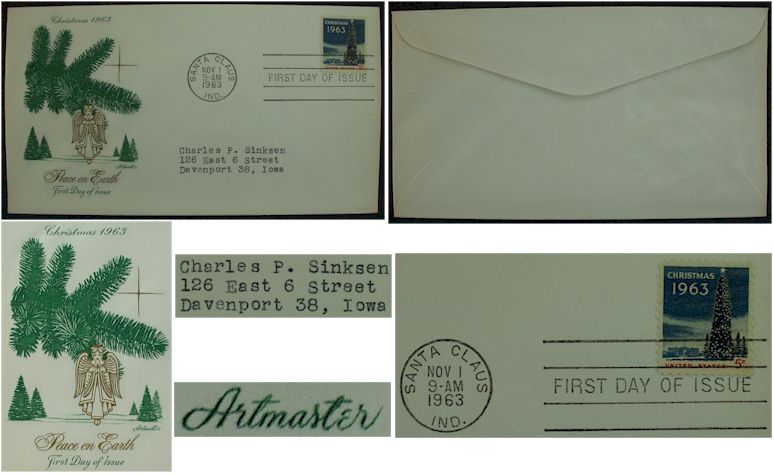 Christmas 1963
Artmaster
Peace on Earth
First Day of Issue
SANTA CLAUS
NOV 1
9-AM
1963
IND.
CHRISTMAS
1963
UNITED STATES 5c
FIRST DAY OF ISSUE
Charles P. Sinksen
126 East 6 Street
Davenport 38, Iowa
Christmas 1963
Artmaster
Peace on Earth
First Day of Issue
Charles P. Sinksen
126 East 6 Street
Davenport 38, Iowa
Artmaster
SANTA CLAUS
NOV 1
9-AM
1963
IND.
CHRISTMAS
1963
UNITED STATES 5c
FIRST DAY OF ISSUE